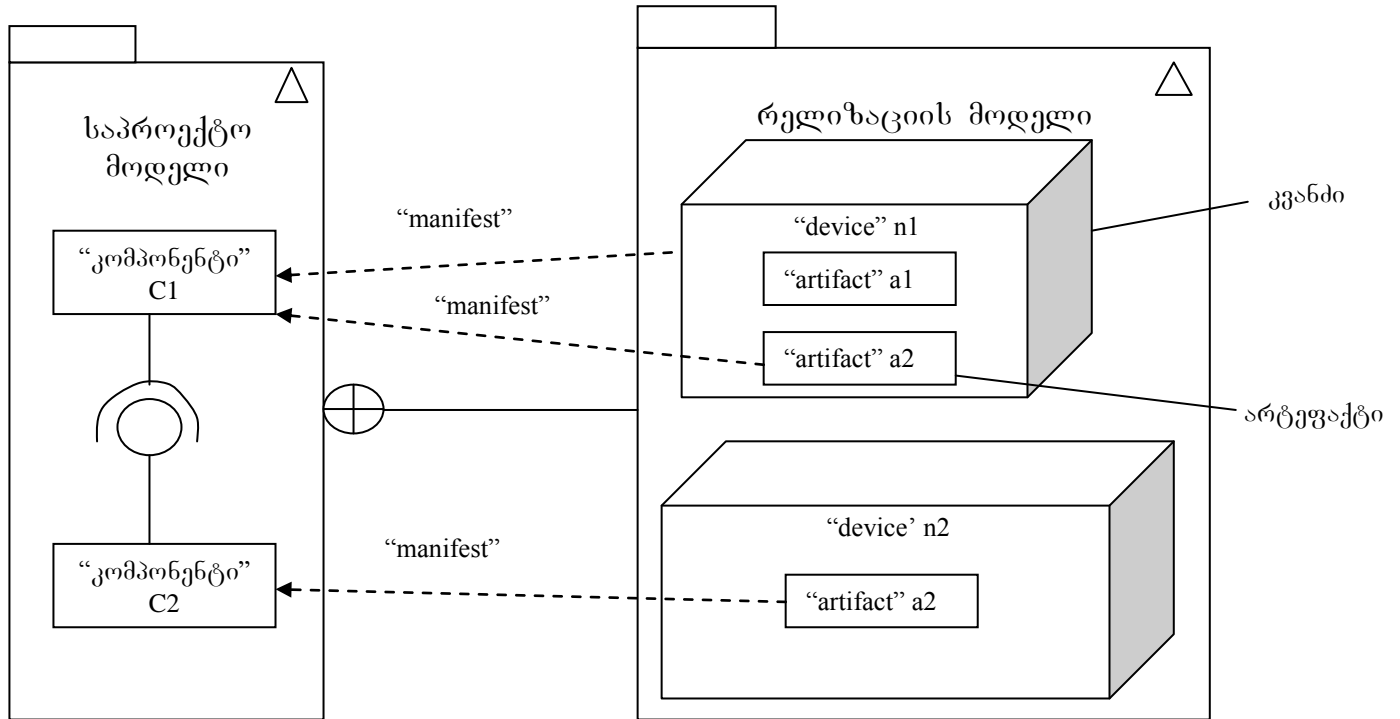 საპროექტო
მოდელი
“კომპონენტი”
C1
“კომპონენტი”
C2
“manifest”
“manifest”
“manifest”
რელიზაციის მოდელი
“device” n1
“artifact” a1
“artifact” a2
“device’ n2
“artifact” a2
კვანძი
არტეფაქტი